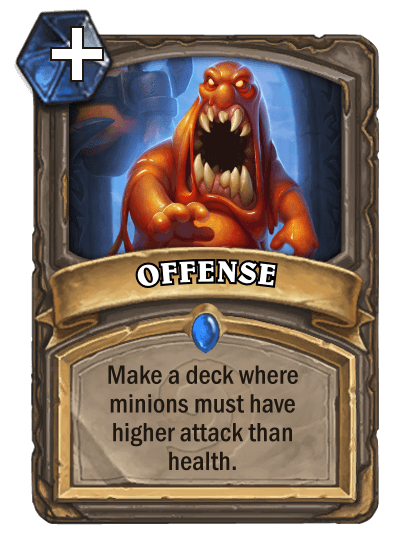 +
OFFENSE
Make a deck where
minions must have
higher attack than
health.